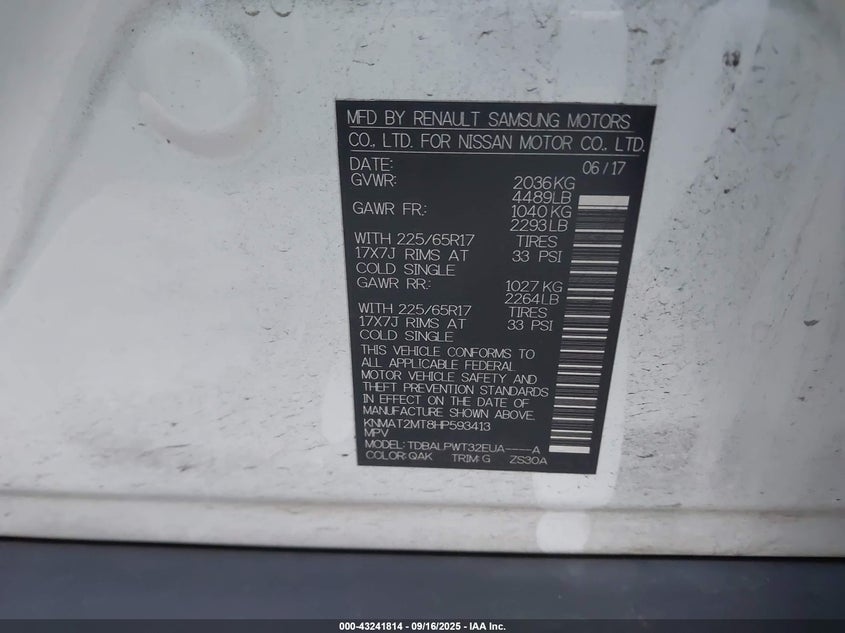 MFD BY RENAULT SAMSUNG MOTORS
CO., LTD. FOR NISSAN MOTOR CO., LTD.
DATE: 06/17
GVWR: 2036KG
4489LB
GAWR FR.: 1040KG
2293LB
WITH 225/65R17 TIRES
17X7J RIMS AT 33 PSI
COLD SINGLE
GAWR RR.: 1027 KG
2264LB
WITH 225/65R17 TIRES
17X7J RIMS AT 33 PSI
COLD SINGLE
THIS VEHICLE CONFORMS TO
ALL APPLICABLE FEDERAL
MOTOR VEHICLE SAFETY AND
THEFT PREVENTION STANDARDS
IN EFFECT ON THE DATE OF
MANUFACTURE SHOWN ABOVE.
KNMAT2MT8HP593413
MPV
MODEL: TDBALPWT32EUA----A
COLOR: QAK TRIM: G ZS30A
000-43241814 - 09/16/2025 - IAA Inc.